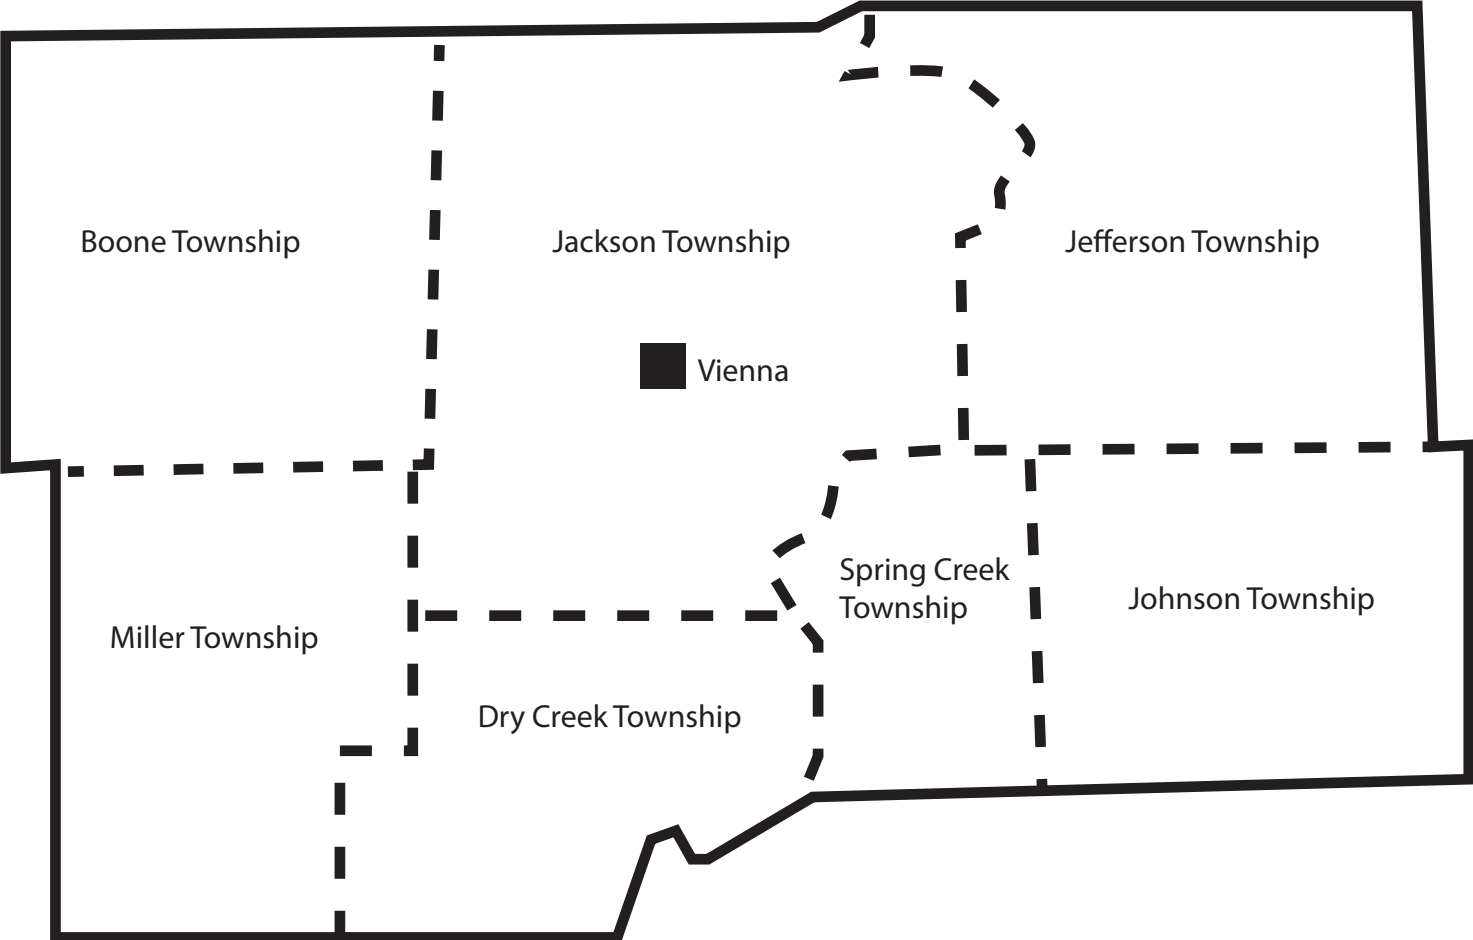 Boone Township
Jackson Township
Jefferson Township
Vienna
Spring Creek
Township
Johnson Township
Miller Township
Dry Creek Township